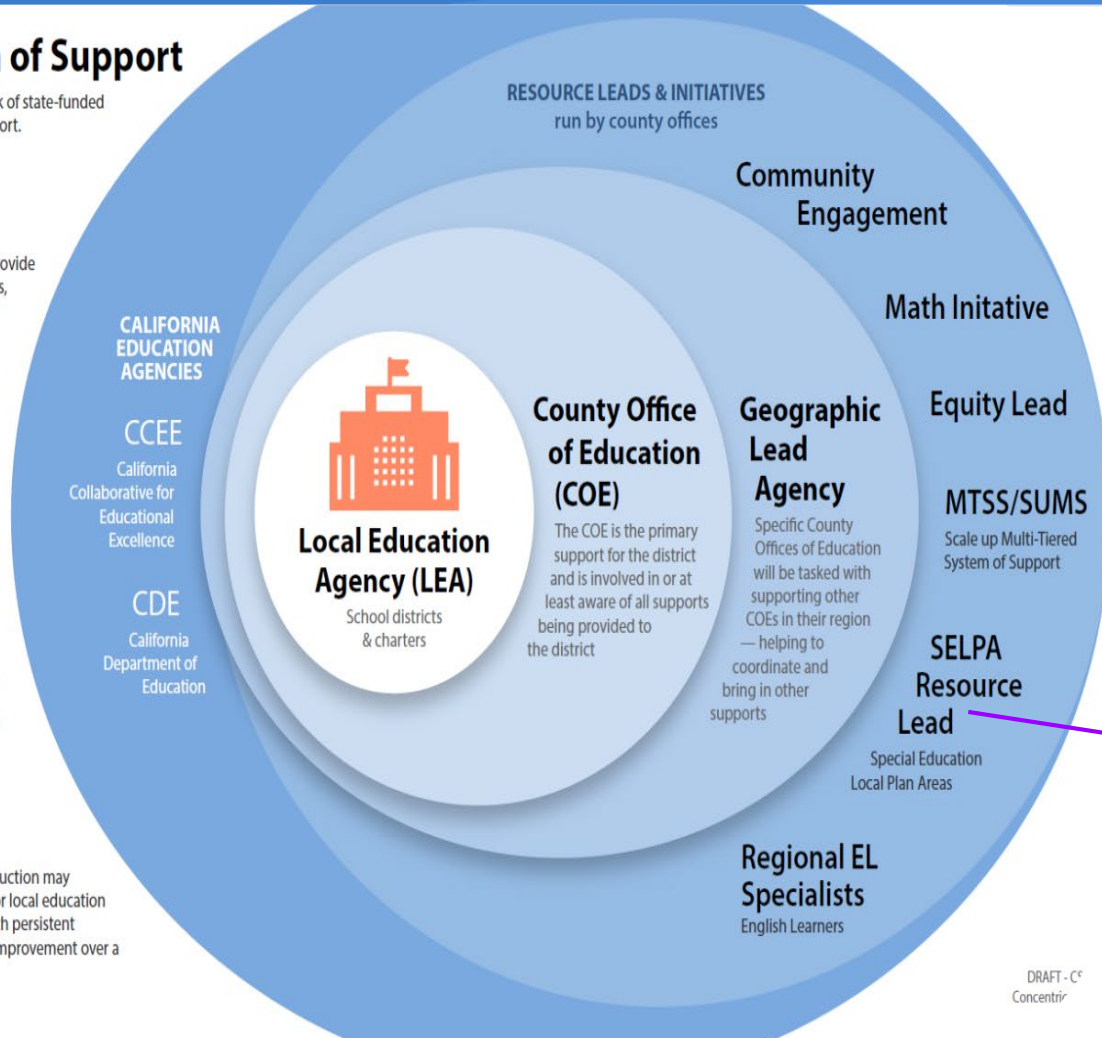 of Support
of state-funded
ort.
ovide
s,
CALIFORNIA
EDUCATION
AGENCIES
CCEE
California
Collaborative for
Educational
Excellence
CDE
California
Department of
Education
Local Education
Agency (LEA)
School districts
& charters
County Office
of Education
(COE)
The COE is the primary
support for the district
and is involved in or at
least aware of all supports
being provided to
the district
Geographic
Lead
Agency
Specific County
Offices of Education
will be tasked with
supporting other
COEs in their region
— helping to
coordinate and
bring in other
supports
RESOURCE LEADS & INITIATIVES
run by county offices
Community
Engagement
Math Initative
Equity Lead
MTSS/SUMS
Scale up Multi-Tiered
System of Support
SELPA
Resource
Lead
Special Education
Local Plan Areas
Regional EL
Specialists
English Learners
uction may
r local education
h persistent
mprovement over a
DRAFT - CS
Concentric